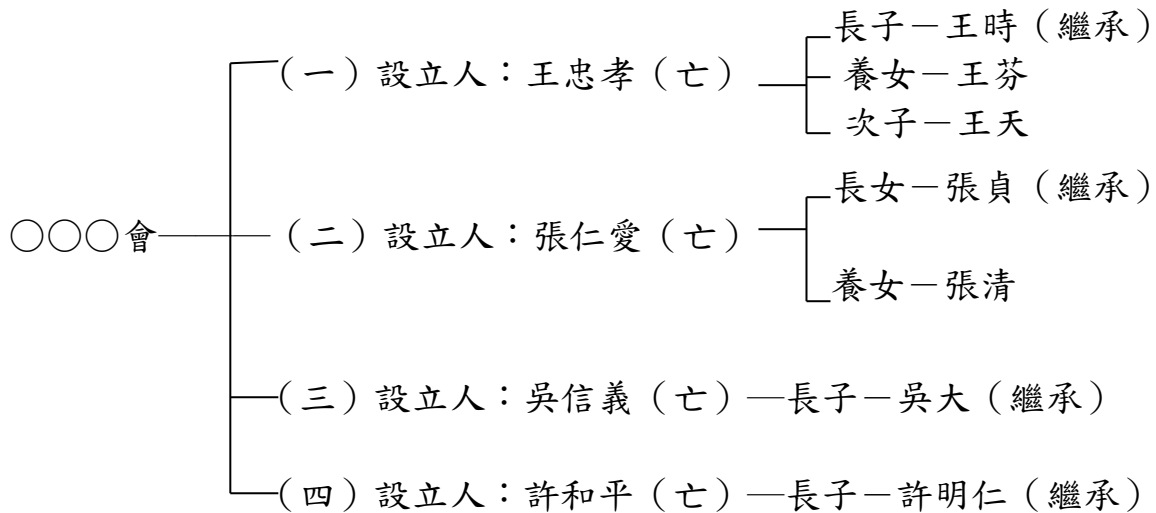 長子－王時（繼承）
（一）設立人：王忠孝（亡）
養女－王芬
次子－王天
長女－張貞（繼承）
○○○會
（二）設立人：張仁愛（亡）
養女－張清
（三）設立人：吳信義（亡）—長子－吳大（繼承）
（四）設立人：許和平（亡）—長子－許明仁（繼承）